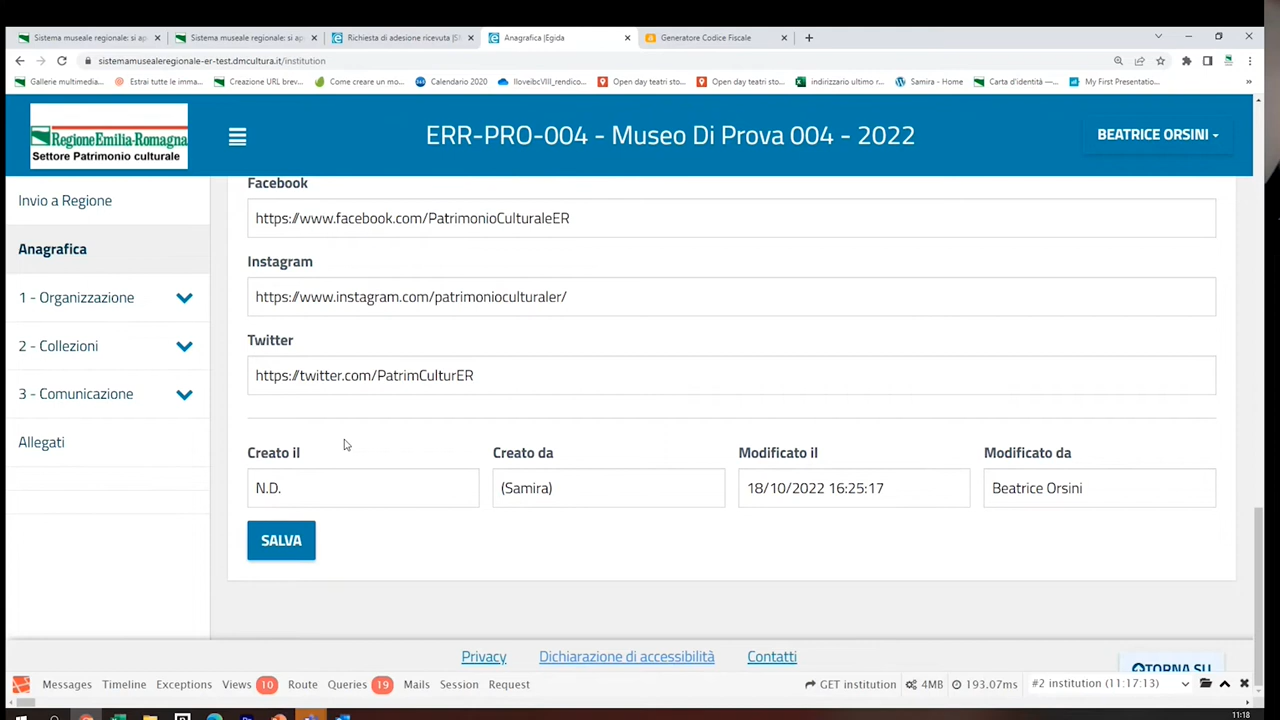 Sistema museale regionale: si ap
Sistema museale regionale: si ap
Richiesta di adesione ricevuta |S
Anagrafica |Egida
Generatore Codice Fiscale
sistemamusealeregionale-er-test.dmcultura.it/institution
Gallerie multimedia...
Estrai tutte le imma...
Creazione URL brev...
Come creare un mo...
Calendario 2020
IloveibcVIII_rendico...
Open day teatri sto...
Open day teatri sto...
indirizzario ultimo r...
Samira - Home
Carta d'identità —...
My First Presentatio...
RegioneEmilia-Romagna
Settore Patrimonio culturale
ERR-PRO-004 - Museo Di Prova 004 - 2022
BEATRICE ORSINI
Invio a Regione
Anagrafica
1 - Organizzazione
2 - Collezioni
3 - Comunicazione
Allegati
Facebook
https://www.facebook.com/PatrimonioCulturaleER
Instagram
https://www.instagram.com/patrimonioculturaler/
Twitter
https://twitter.com/PatrimCulturER
Creato il
Creato da
Modificato il
Modificato da
N.D.
(Samira)
18/10/2022 16:25:17
Beatrice Orsini
SALVA
Privacy
Dichiarazione di accessibilità
Contatti
TORNA SU
Messages
Timeline
Exceptions
Views 10
Route
Queries 19
Mails
Session
Request
GET institution
4MB
193.07ms
#2 institution (11:17:13)
11:18